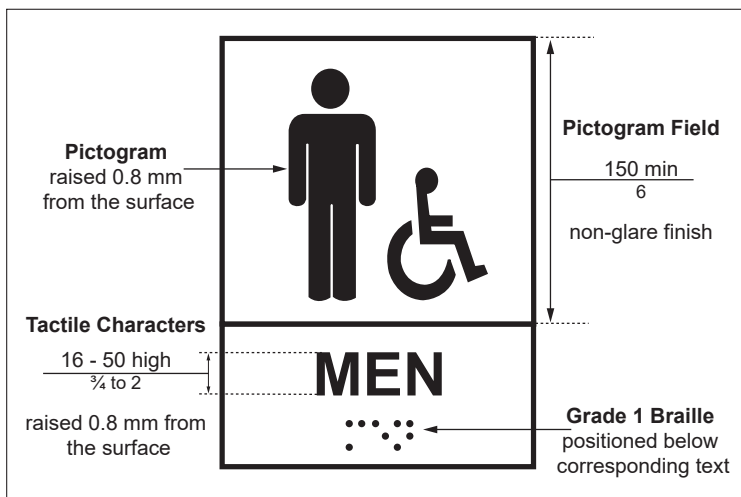 Pictogram
raised 0.8 mm
from the surface
Pictogram Field
150 min
6
non-glare finish
Tactile Characters
16 - 50 high
¾ to 2
raised 0.8 mm from
the surface
MEN
Grade 1 Braille
positioned below
corresponding text